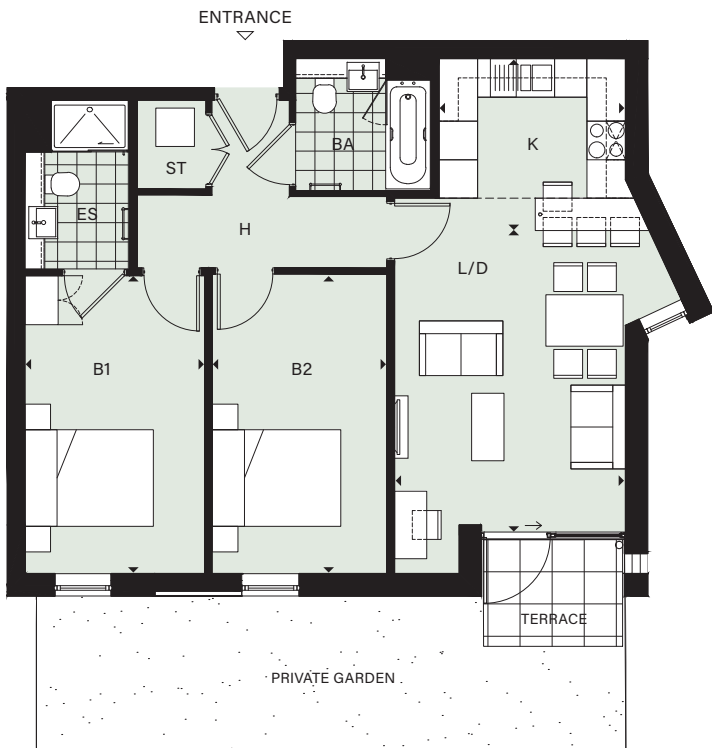 ENTRANCE
BA
K
ST
ES
H
L/D
B1
B2
TERRACE
PRIVATE GARDEN